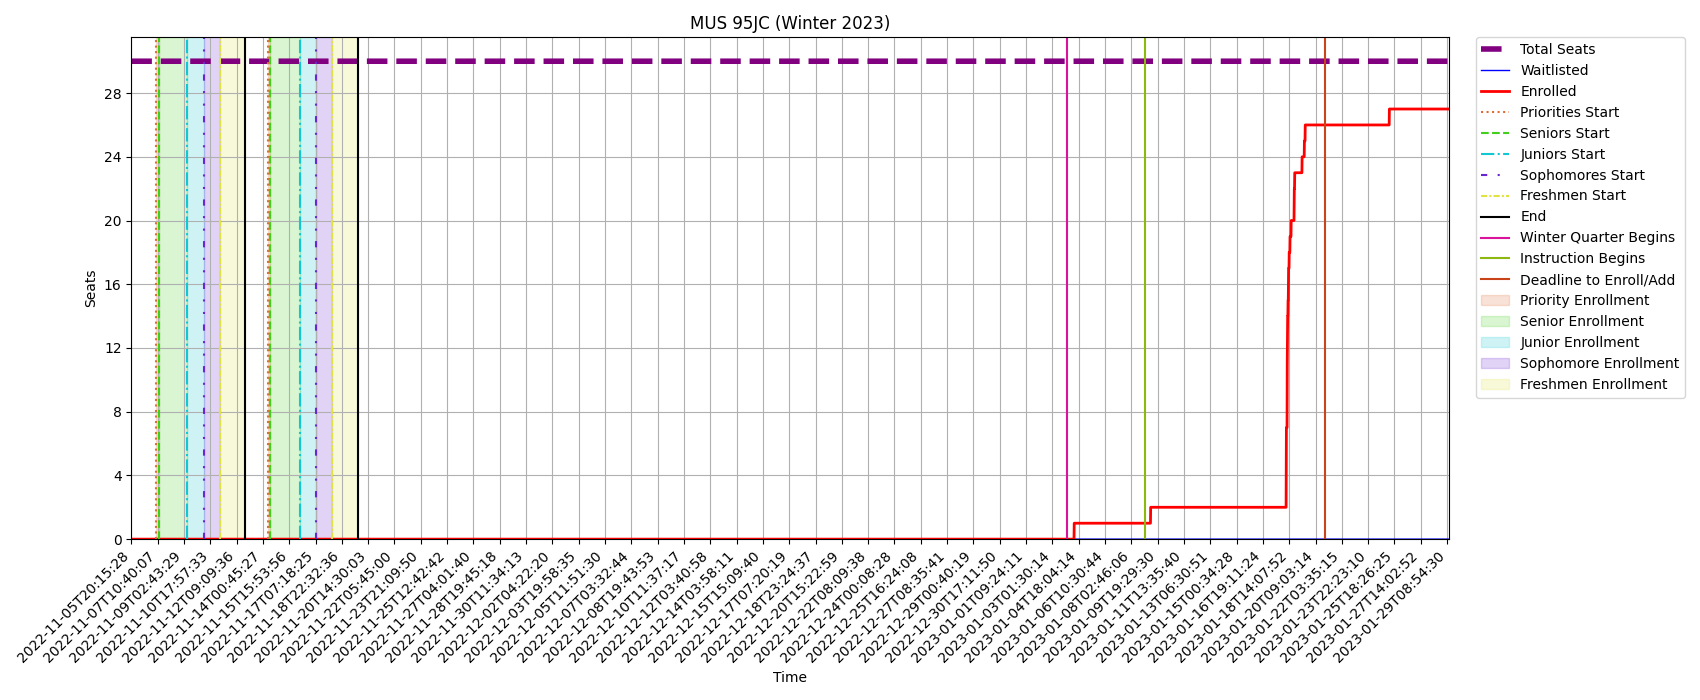 MUS 95JC (Winter 2023)
Seats
28
24
20
16
12
8
4
0
2022-11-05T20:15:28
2022-11-07T10:40:07
2022-11-09T02:43:29
2022-11-10T17:57:33
2022-11-12T09:09:36
2022-11-14T00:45:27
2022-11-15T15:53:56
2022-11-17T07:18:25
2022-11-18T22:32:36
2022-11-20T14:30:03
2022-11-22T05:45:00
2022-11-23T21:09:50
2022-11-25T12:42:42
2022-11-27T04:01:40
2022-11-28T19:45:18
2022-11-30T11:34:13
2022-12-02T04:22:20
2022-12-03T19:58:35
2022-12-05T11:51:30
2022-12-07T03:32:44
2022-12-08T19:43:53
2022-12-10T11:37:17
2022-12-12T03:40:58
2022-12-14T03:58:11
2022-12-15T15:09:40
2022-12-17T07:20:19
2022-12-18T23:24:37
2022-12-20T15:22:59
2022-12-22T08:09:38
2022-12-24T00:08:28
2022-12-25T16:24:08
2022-12-27T08:35:41
2022-12-29T00:40:19
2022-12-30T17:11:50
2023-01-01T09:24:11
2023-01-03T01:30:14
2023-01-04T18:04:14
2023-01-06T10:30:44
2023-01-08T02:46:06
2023-01-09T19:29:30
2023-01-11T13:35:40
2023-01-13T06:30:51
2023-01-15T00:34:28
2023-01-16T19:11:24
2023-01-18T14:07:52
2023-01-20T09:03:14
2023-01-22T03:35:15
2023-01-23T22:23:10
2023-01-25T18:26:25
2023-01-27T14:02:52
2023-01-29T08:54:30
Time
Total Seats
Waitlisted
Enrolled
Priorities Start
Seniors Start
Juniors Start
Sophomores Start
Freshmen Start
End
Winter Quarter Begins
Instruction Begins
Deadline to Enroll/Add
Priority Enrollment
Senior Enrollment
Junior Enrollment
Sophomore Enrollment
Freshmen Enrollment